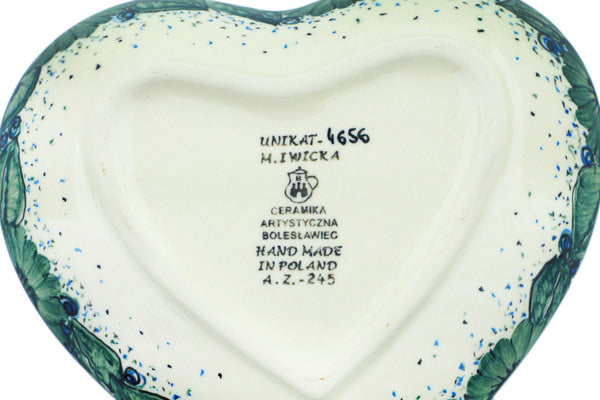 UNIKAT-4656
M.IWICKA
B
CERAMIKA
ARTYSTYCZNA
BOLESŁAWIEC
HAND MADE
IN POLAND
A.Z.-245